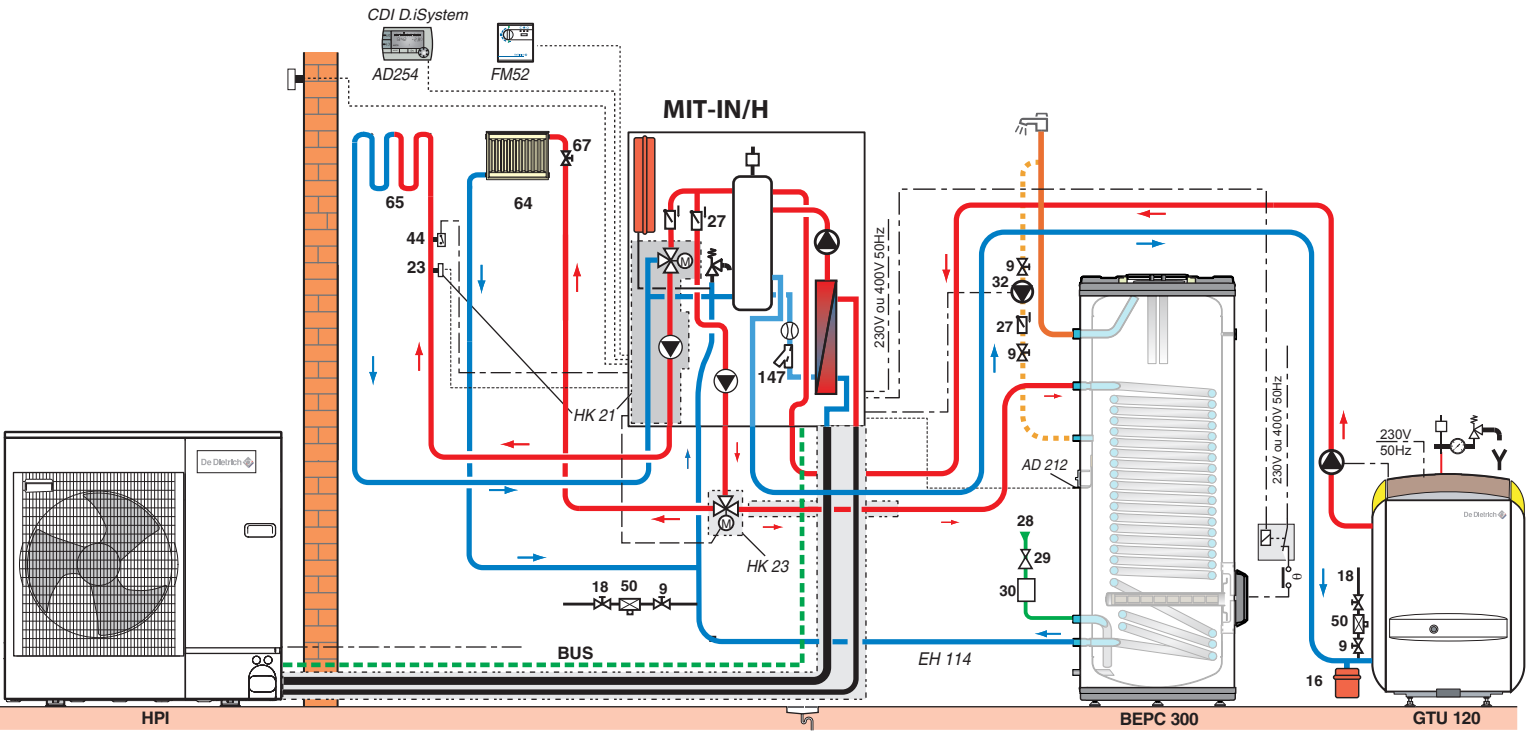 CDI D.iSystem
AD254
FM52
MIT-IN/H
67
65
64
27
44
23
M
230V ou 400V 50Hz
9
32
27
9
147
HK 21
230V ou 400V 50Hz
230V
50Hz
De Dietrich
AD 212
De Dietrich
M
28
29
30
HK 23
θ
18
50
9
18
50
9
16
BUS
EH 114
HPI
BEPC 300
GTU 120